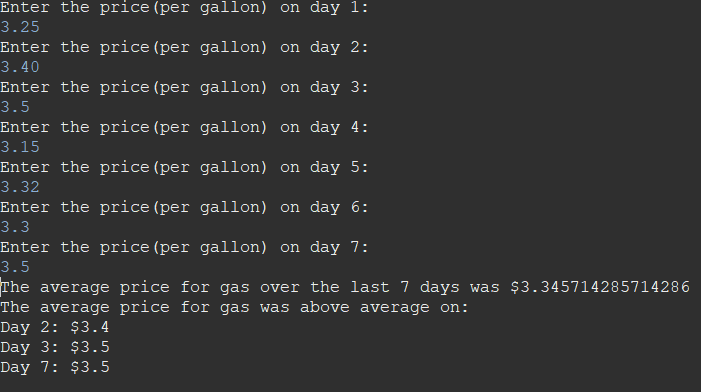 Enter the price(per gallon) on day 1:
3.25
Enter the price(per gallon) on day 2:
3.40
Enter the price(per gallon) on day 3:
3.5
Enter the price(per gallon) on day 4:
3.15
Enter the price(per gallon) on day 5:
3.32
Enter the price(per gallon) on day 6:
3.3
Enter the price(per gallon) on day 7:
3.5
The average price for gas over the last 7 days was $3.345714285714286
The average price for gas was above average on:
Day 2: $3.4
Day 3: $3.5
Day 7: $3.5